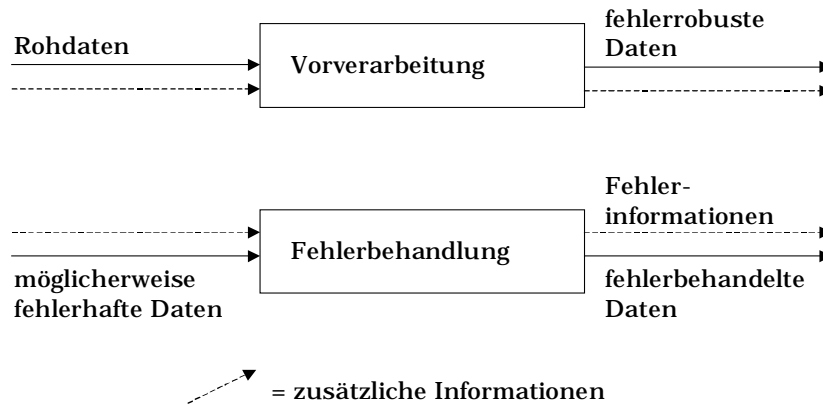 Rohdaten
Vorverarbeitung
fehlerrobuste
Daten
Fehler-
informationen
Fehlerbehandlung
möglicherweise
fehlerhafte Daten
fehlerbehandelte
Daten
= zusätzliche Informationen